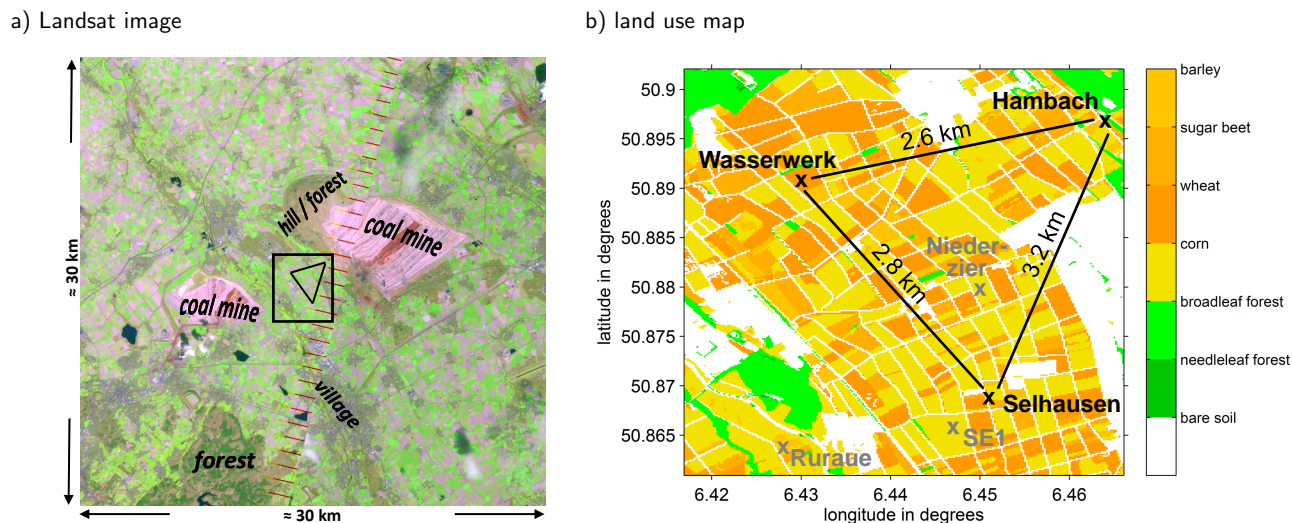 a) Landsat image
b) land use map
≈ 30 km
hill / forest
coal mine
coal mine
village
forest
≈ 30 km
latitude in degrees
50.9
50.895
50.89
50.885
50.88
50.875
50.87
50.865
Hambach
x
2.6 km
Wasserwerk
x
3.2 km
2.8 km
Nieder-
zier
x
x
Selhausen
x
SE1
x
Ruraue
6.42
6.43
6.44
6.45
6.46
longitude in degrees
barley
sugar beet
wheat
corn
broadleaf forest
needleleaf forest
bare soil